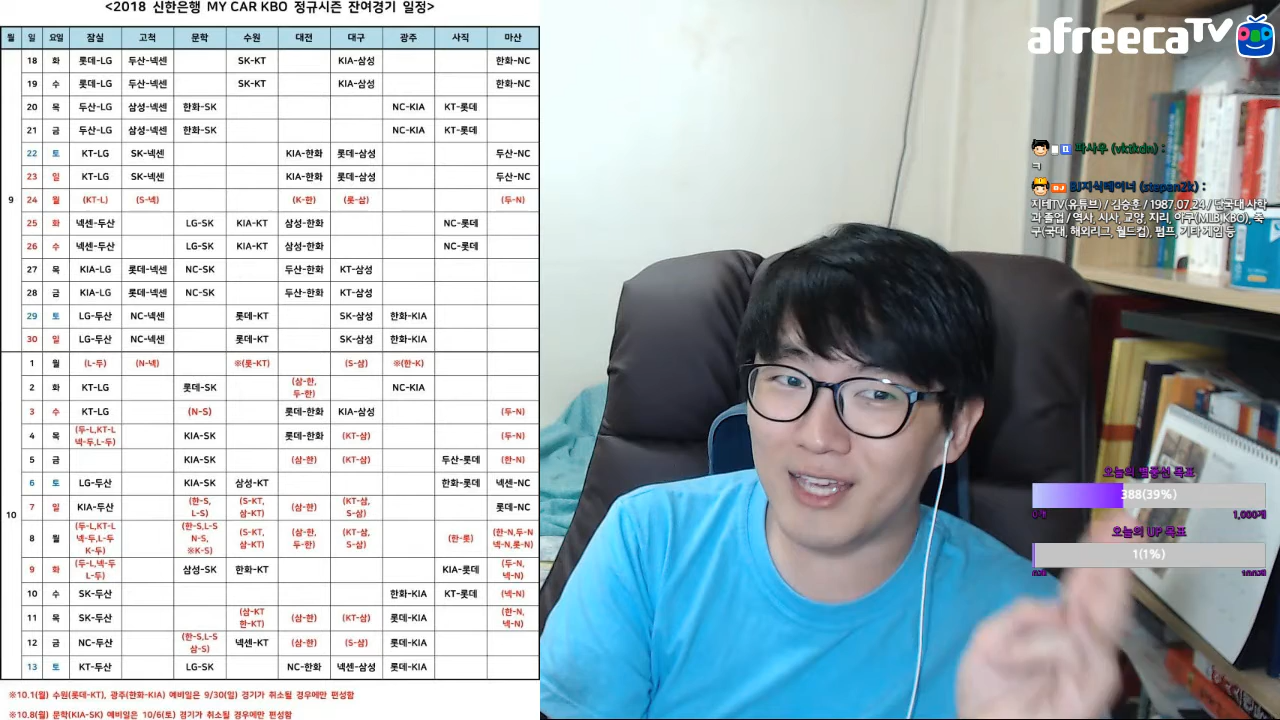 <2018 신한은행 MY CAR KBO 정규시즌 잔여경기 일정>
월 일 요일 잠실 고척 문학 수원 대전 대구 광주 사직 마산
9
18 화 롯데-LG 두산-넥센 SK-KT KIA-삼성 한화-NC
19 수 롯데-LG 두산-넥센 SK-KT KIA-삼성 한화-NC
20 목 두산-LG 삼성-넥센 한화-SK NC-KIA KT-롯데
21 금 두산-LG 삼성-넥센 한화-SK NC-KIA KT-롯데
22 토 KT-LG SK-넥센 KIA-한화 롯데-삼성 두산-NC
23 일 KT-LG SK-넥센 KIA-한화 롯데-삼성 두산-NC
24 월 (KT-L) (S-넥) (K-한) (롯-삼) (두-N)
25 화 넥센-두산 LG-SK KIA-KT 삼성-한화 NC-롯데
26 수 넥센-두산 LG-SK KIA-KT 삼성-한화 NC-롯데
27 목 KIA-LG 롯데-넥센 NC-SK 두산-한화 KT-삼성
28 금 KIA-LG 롯데-넥센 NC-SK 두산-한화 KT-삼성
29 토 LG-두산 NC-넥센 롯데-KT SK-삼성 한화-KIA
30 일 LG-두산 NC-넥센 롯데-KT SK-삼성 한화-KIA
10
1 월 (L-두) (N-넥) ※(롯-KT) (S-삼) ※(한-K)
2 화 KT-LG 롯데-SK (삼-한, 두-한) NC-KIA
3 수 KT-LG (N-S) 롯데-한화 KIA-삼성 (두-N)
4 목 (두-L,KT-L 넥-두,L-두) KIA-SK 롯데-한화 (KT-삼) (두-N)
5 금 KIA-SK (삼-한) (KT-삼) 두산-롯데 (한-N)
6 토 LG-두산 KIA-SK 삼성-KT 한화-롯데 넥센-NC
7 일 KIA-두산 (한-S, L-S) (S-KT, 삼-KT) (삼-한) (KT-삼, S-삼) 롯데-NC
8 월 (두-L,KT-L 넥-두,L-두 K-두) (한-S,L-S N-S, ※K-S) (S-KT, 삼-KT) (삼-한, 두-한) (KT-삼, S-삼) (한-롯) (한-N,두-N 넥-N,롯-N)
9 화 (두-L,넥-두 L-두) 삼성-SK 한화-KT KIA-롯데 (두-N, 넥-N)
10 수 SK-두산 한화-KIA KT-롯데 (넥-N)
11 목 SK-두산 (삼-KT 한-KT) (삼-한) (KT-삼) 롯데-KIA (한-N, 넥-N)
12 금 NC-두산 (한-S,L-S 삼-S) 넥센-KT (삼-한) (S-삼) 롯데-KIA
13 토 KT-두산 LG-SK NC-한화 넥센-삼성 롯데-KIA
※10.1(월) 수원(롯데-KT), 광주(한화-KIA) 예비일은 9/30(일) 경기가 취소될 경우에만 편성함
※10.8(월) 문학(KIA-SK) 예비일은 10/6(토) 경기가 취소될 경우에만 편성함
afreecaTV
파사우 (vktkdn) :
ㅋ
BJ BJ지식테이너 (stepan2k) :
지테TV(유튜브) / 김승훈 / 1987.07.24 / 단국대 사학
과 졸업 / 역사, 시사, 교양, 지리, 야구(MLB,KBO), 축
구(국대, 해외리그, 월드컵), 펌프, 기타 게임 등
오늘의 별풍선 목표
388(39%)
0개 1,000개
오늘의 UP 목표
1(1%)